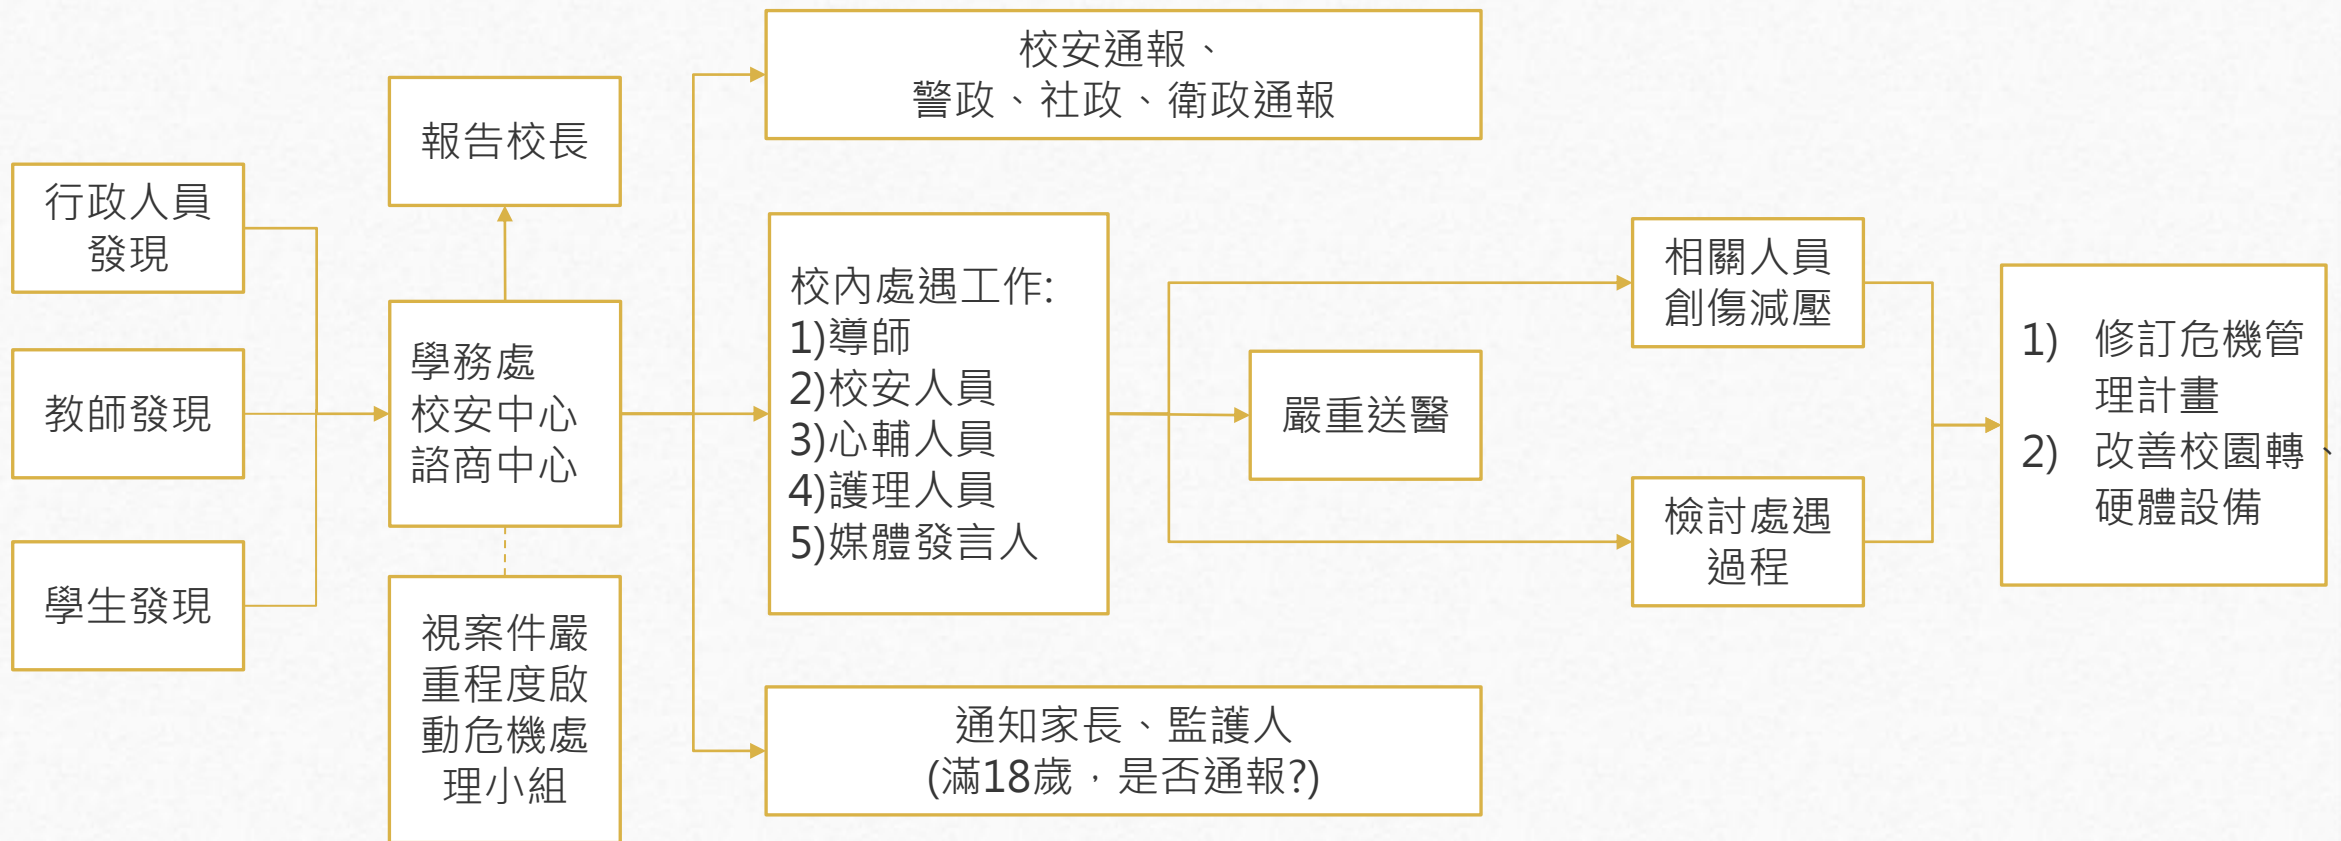 行政人員
發現
教師發現
學生發現
報告校長
學務處
校安中心
諮商中心
視案件嚴
重程度啟
動危機處
理小組
校安通報、
警政、社政、衛政通報
校內處遇工作:
1)導師
2)校安人員
3)心輔人員
4)護理人員
5)媒體發言人
通知家長、監護人
(滿18歲，是否通報?)
嚴重送醫
相關人員
創傷減壓
檢討處遇
過程
1) 修訂危機管
理計畫
2) 改善校園轉、
硬體設備